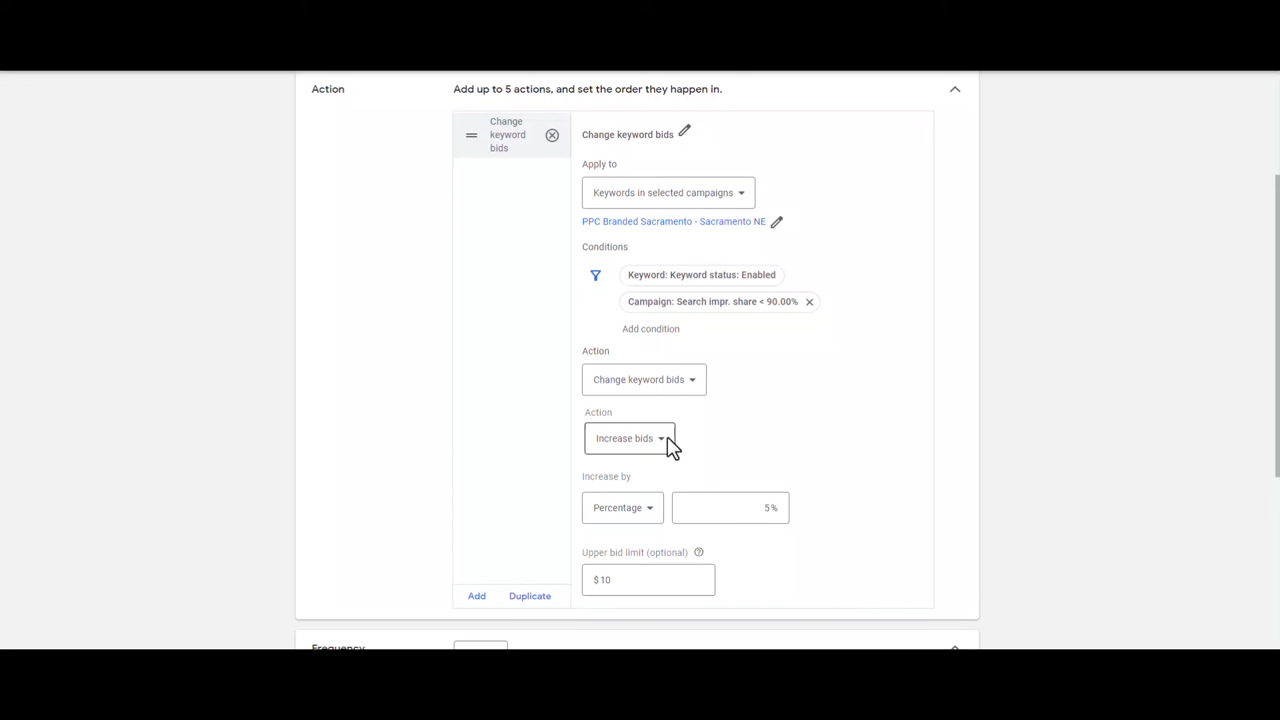 Action
Add up to 5 actions, and set the order they happen in.
Change
keyword
bids
Change keyword bids
Apply to
Keywords in selected campaigns
PPC Branded Sacramento - Sacramento NE
Conditions
Keyword: Keyword status: Enabled
Campaign: Search impr. share < 90.00%
Add condition
Action
Change keyword bids
Action
Increase bids
Increase by
Percentage
5%
Upper bid limit (optional)
$10
Add
Duplicate
Frequency